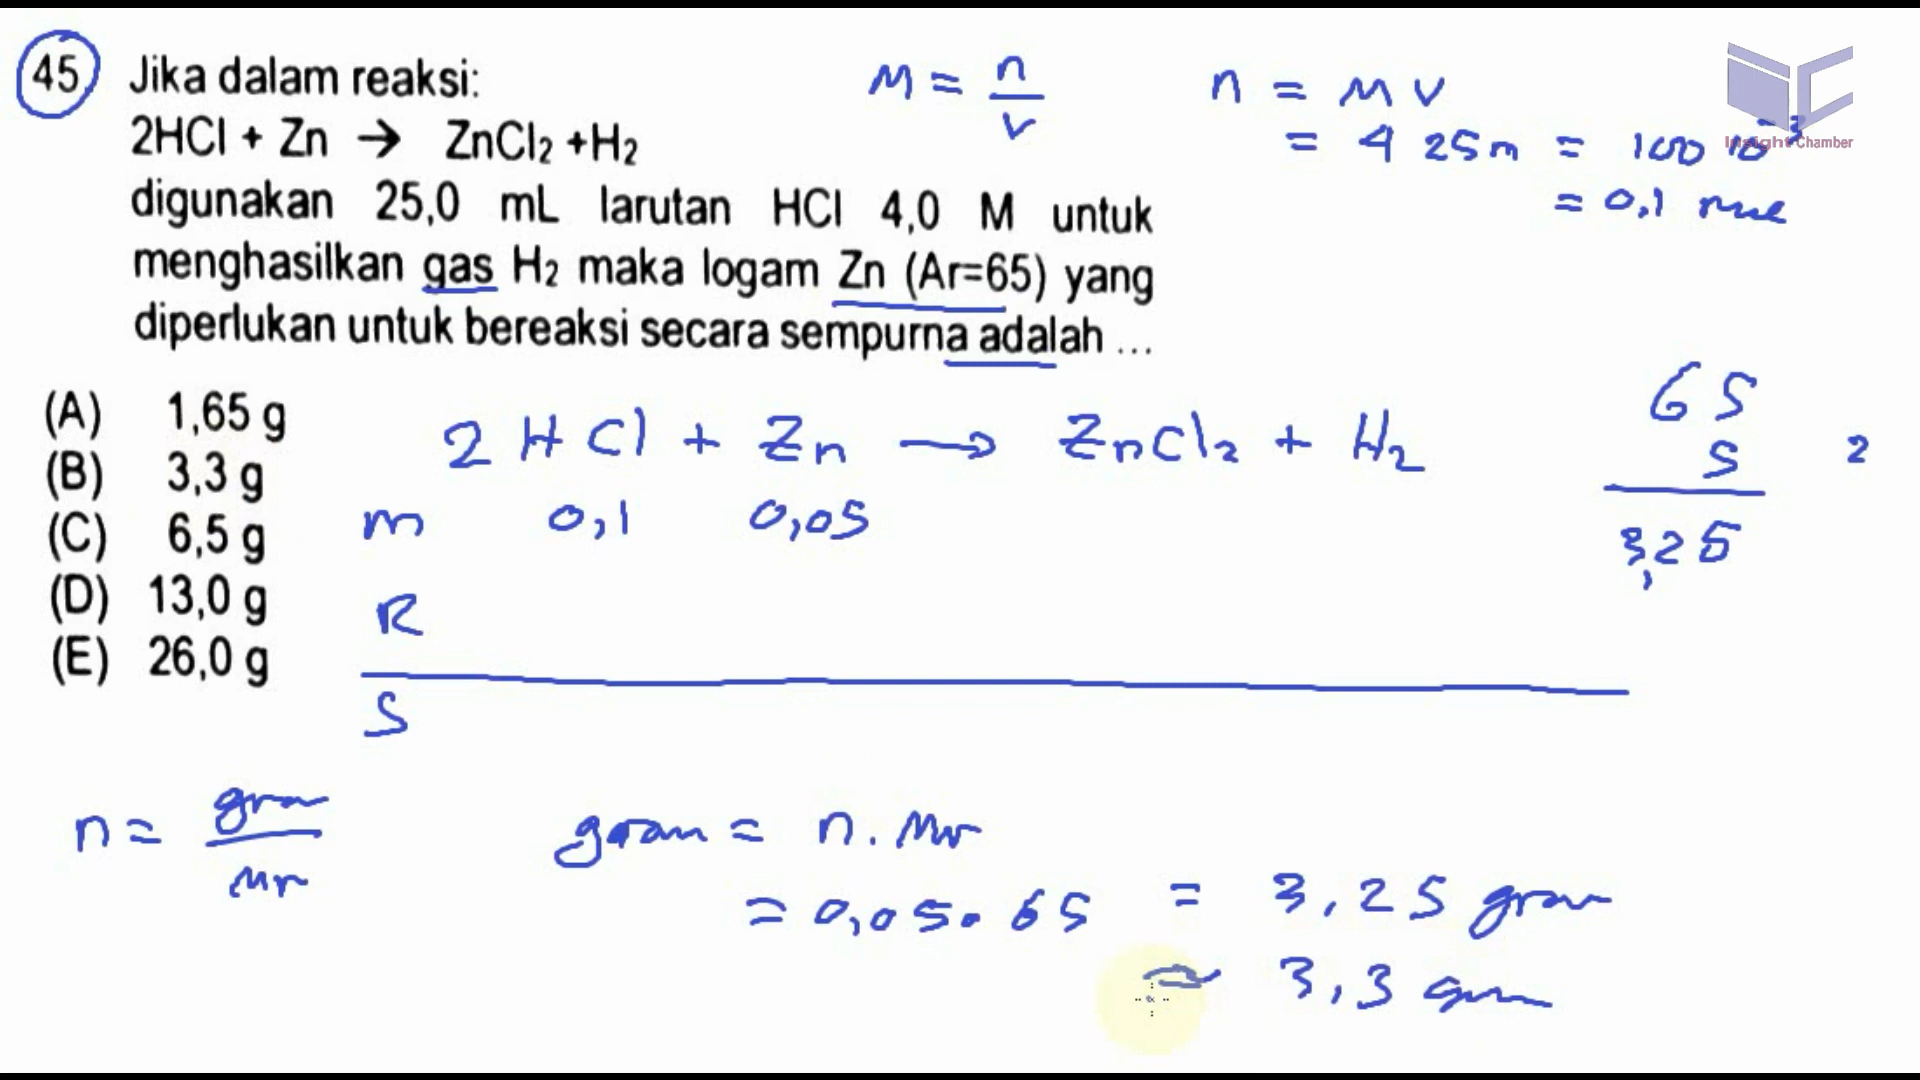 45 Jika dalam reaksi:
2HCl + Zn → ZnCl₂ +H₂
digunakan 25,0 mL larutan HCl 4,0 M untuk
menghasilkan gas H₂ maka logam Zn (Ar=65) yang
diperlukan untuk bereaksi secara sempurna adalah ...
(A) 1,65 g
(B) 3,3 g
(C) 6,5 g
(D) 13,0 g
(E) 26,0 g
M = n/V
n = M V
= 4 25m = 100 10⁻³
= 0,1 mol
Insight Chamber
2 HCl + Zn → ZnCl₂ + H₂
m 0,1 0,05
R
S
65
5
3,25
2
n = gram/Mr
gram = n . Mr
= 0,05 . 65 = 3,25 gram
≈ 3,3 gram